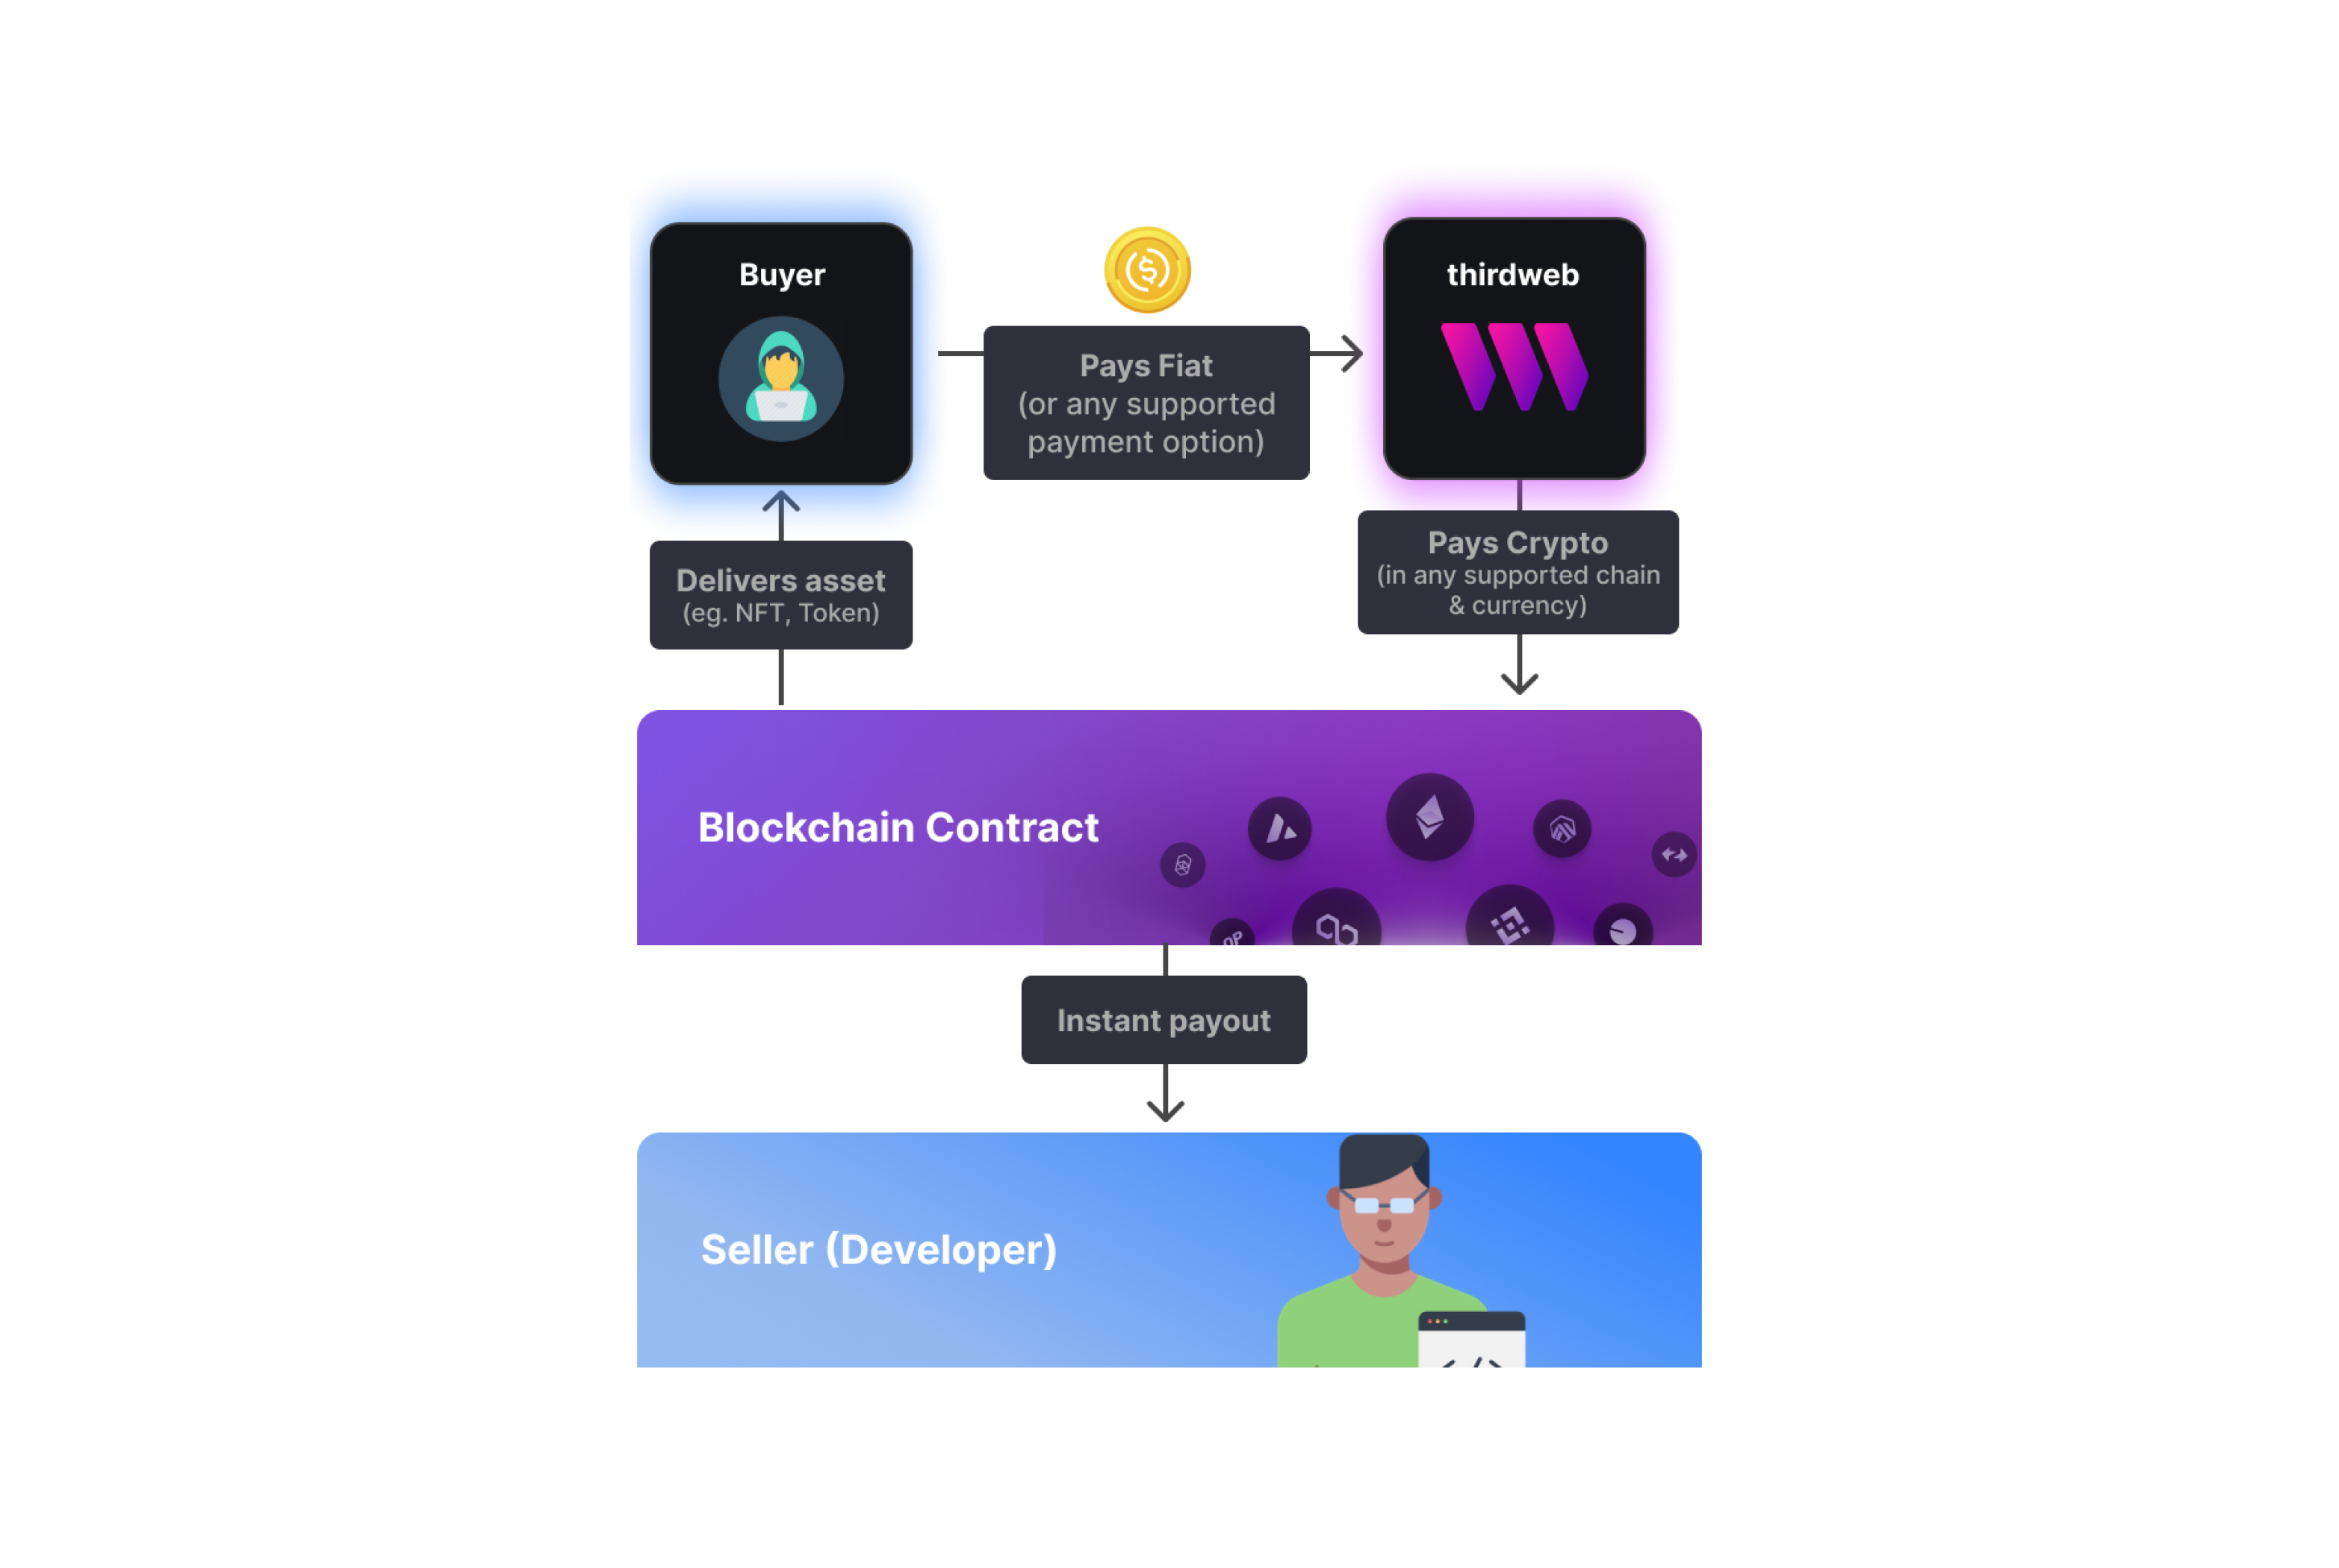 Buyer
thirdweb
Pays Fiat
(or any supported
payment option)
Pays Crypto
(in any supported chain
& currency)
Delivers asset
(eg. NFT, Token)
Blockchain Contract
OP
Instant payout
Seller (Developer)